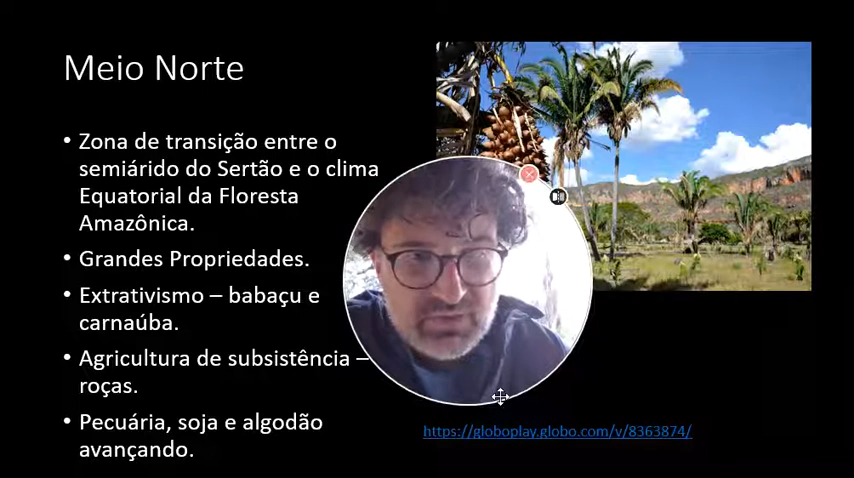 Meio Norte
• Zona de transição entre o
semiárido do Sertão e o clima
Equatorial da Floresta
Amazônica.
• Grandes Propriedades.
• Extrativismo – babaçu e
carnaúba.
• Agricultura de subsistência –
roças.
• Pecuária, soja e algodão
avançando.
https://globoplay.globo.com/v/8363874/